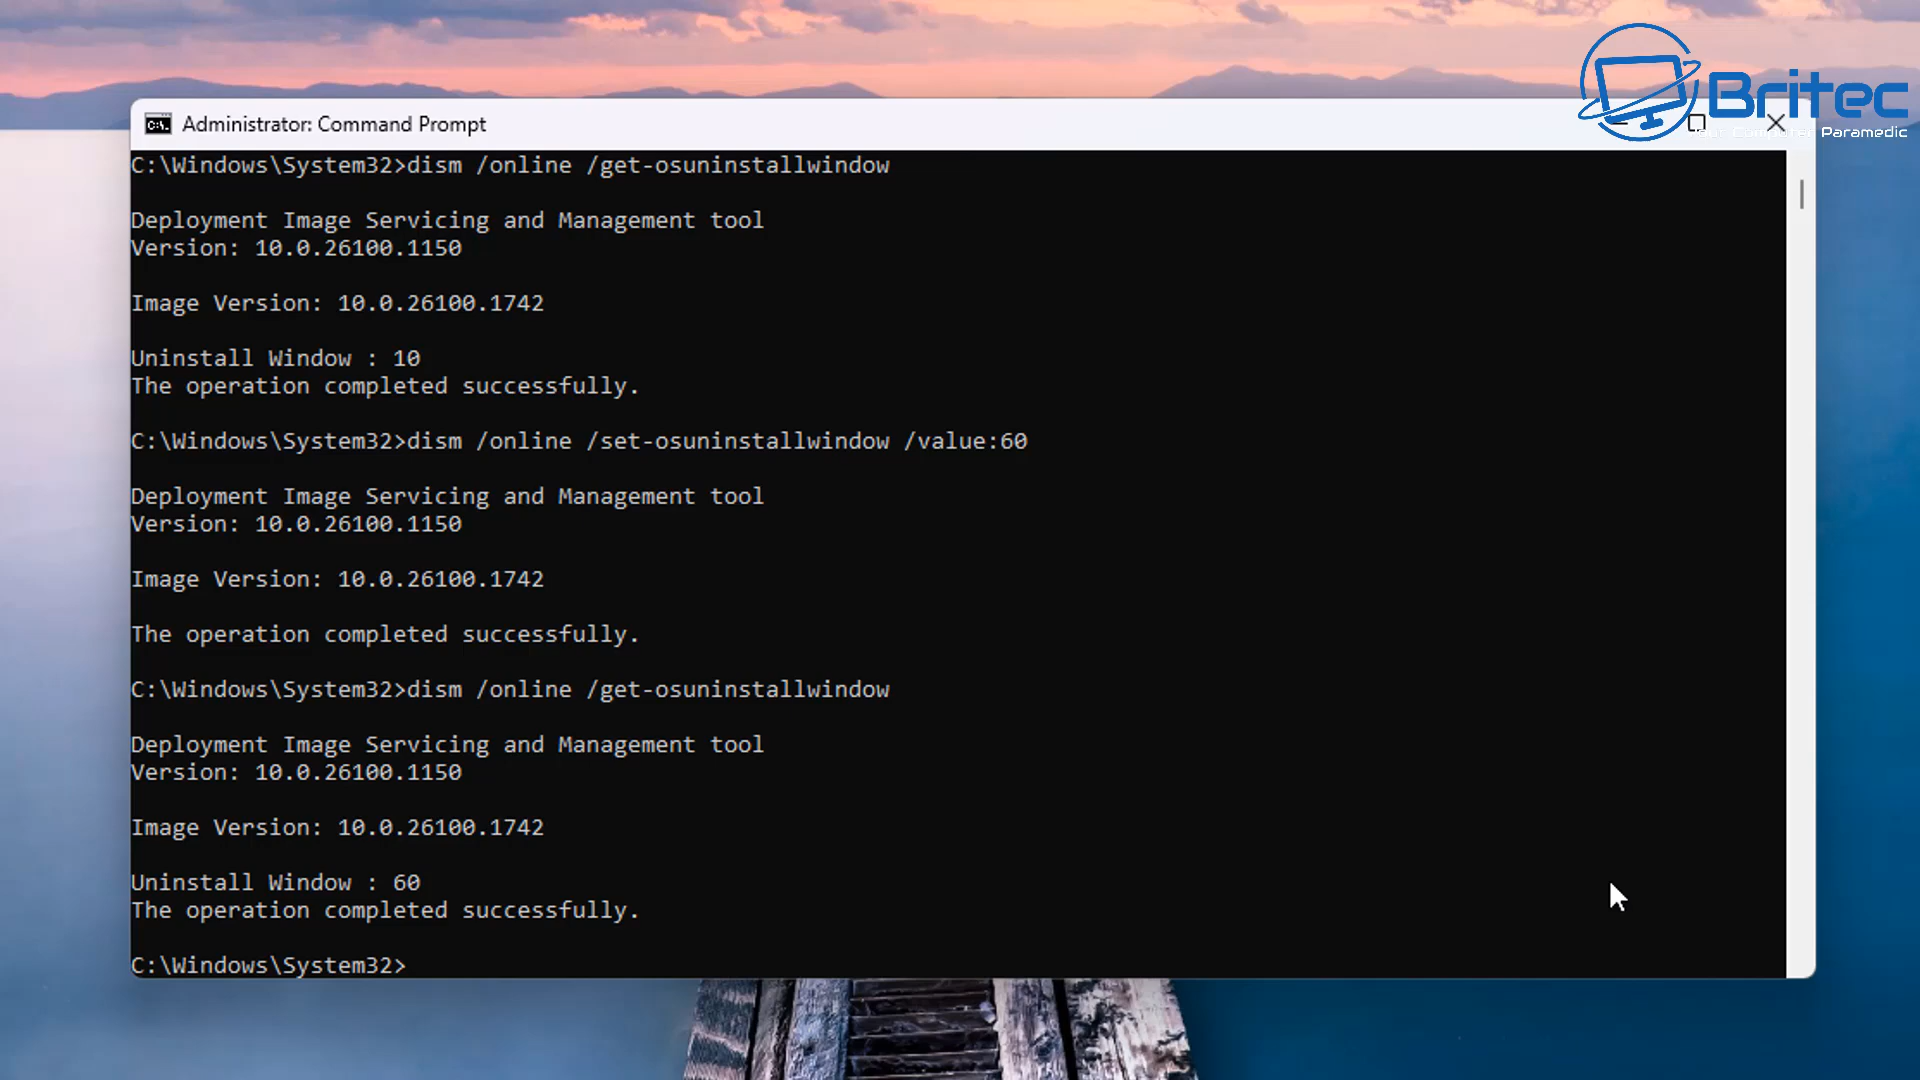 Britec
Computer Paramedic
Administrator: Command Prompt
C:\Windows\System32>dism /online /get-osuninstallwindow
Deployment Image Servicing and Management tool
Version: 10.0.26100.1150
Image Version: 10.0.26100.1742
Uninstall Window : 10
The operation completed successfully.
C:\Windows\System32>dism /online /set-osuninstallwindow /value:60
Deployment Image Servicing and Management tool
Version: 10.0.26100.1150
Image Version: 10.0.26100.1742
The operation completed successfully.
C:\Windows\System32>dism /online /get-osuninstallwindow
Deployment Image Servicing and Management tool
Version: 10.0.26100.1150
Image Version: 10.0.26100.1742
Uninstall Window : 60
The operation completed successfully.
C:\Windows\System32>